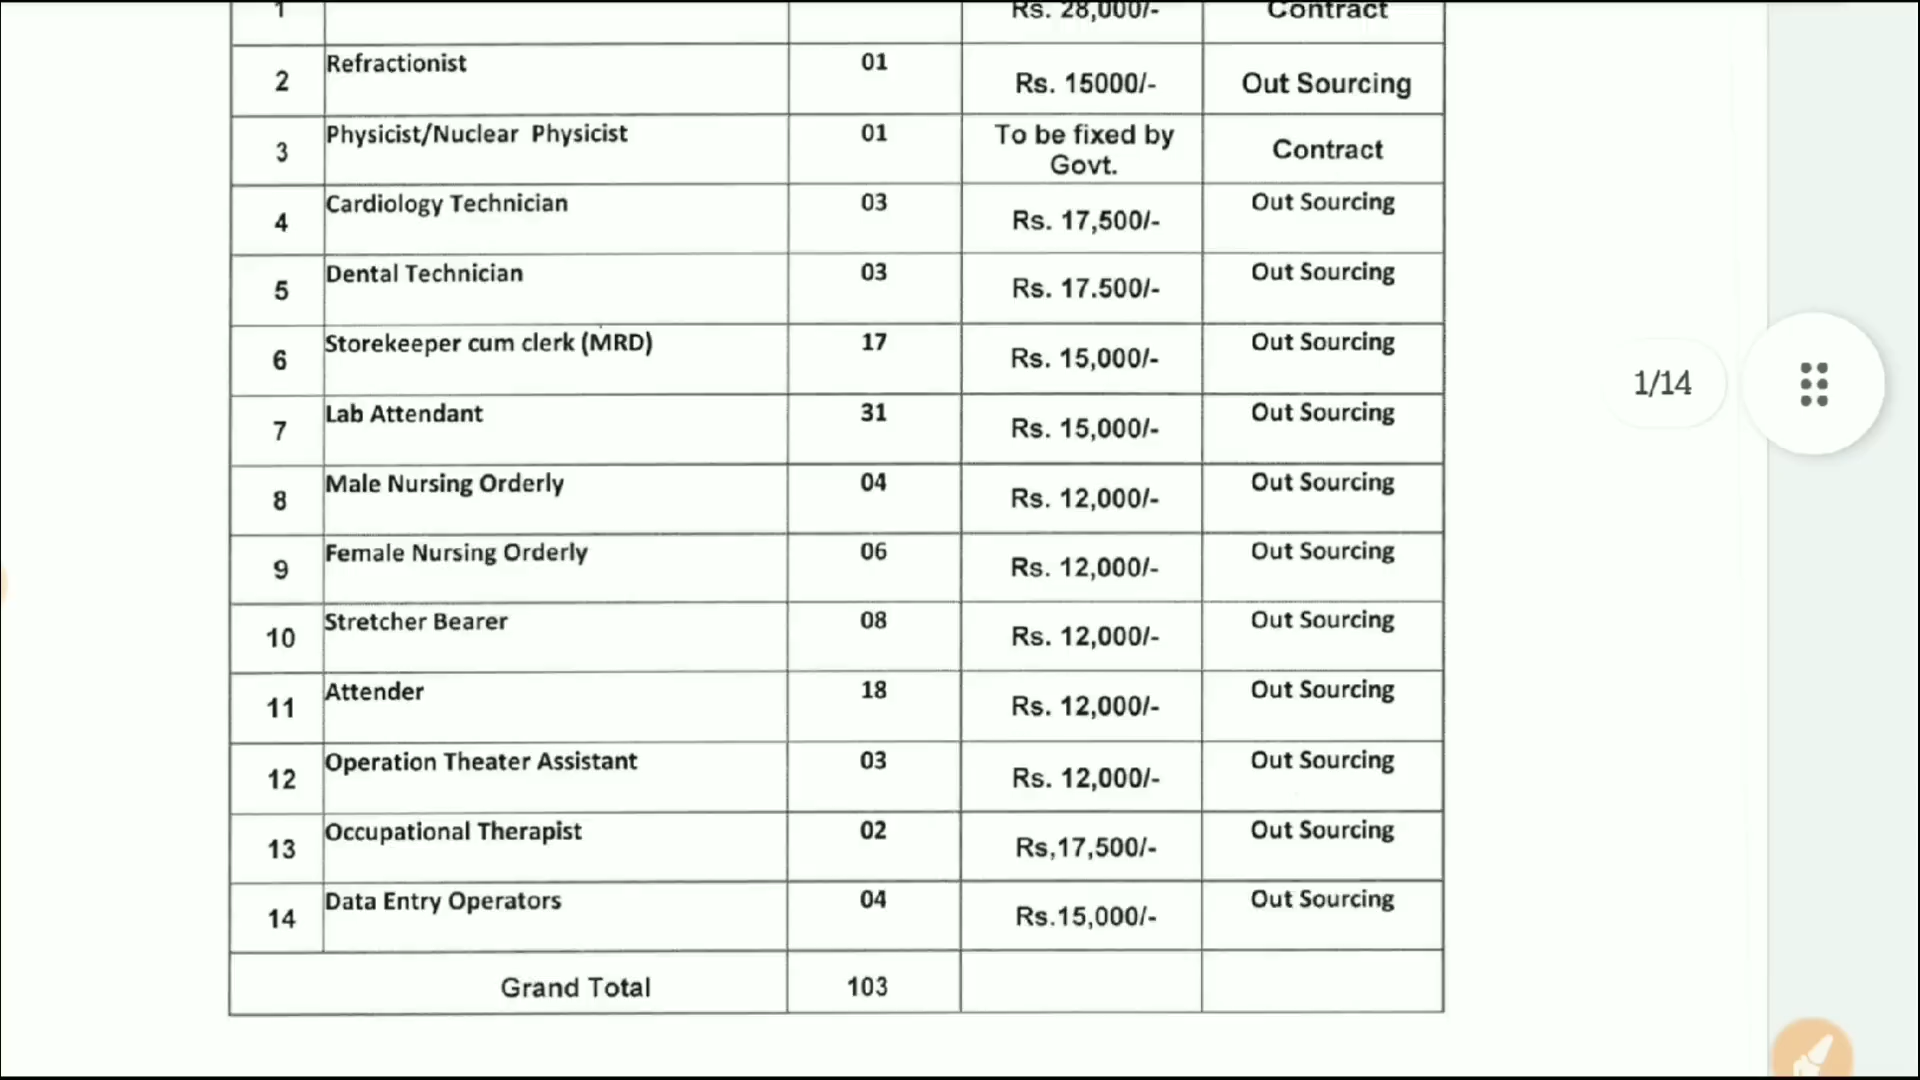 1 Rs. 28,000/- Contract
2 Refractionist 01 Rs. 15000/- Out Sourcing
3 Physicist/Nuclear Physicist 01 To be fixed by Govt. Contract
4 Cardiology Technician 03 Rs. 17,500/- Out Sourcing
5 Dental Technician 03 Rs. 17.500/- Out Sourcing
6 Storekeeper cum clerk (MRD) 17 Rs. 15,000/- Out Sourcing
7 Lab Attendant 31 Rs. 15,000/- Out Sourcing
8 Male Nursing Orderly 04 Rs. 12,000/- Out Sourcing
9 Female Nursing Orderly 06 Rs. 12,000/- Out Sourcing
10 Stretcher Bearer 08 Rs. 12,000/- Out Sourcing
11 Attender 18 Rs. 12,000/- Out Sourcing
12 Operation Theater Assistant 03 Rs. 12,000/- Out Sourcing
13 Occupational Therapist 02 Rs,17,500/- Out Sourcing
14 Data Entry Operators 04 Rs.15,000/- Out Sourcing
Grand Total 103
1/14